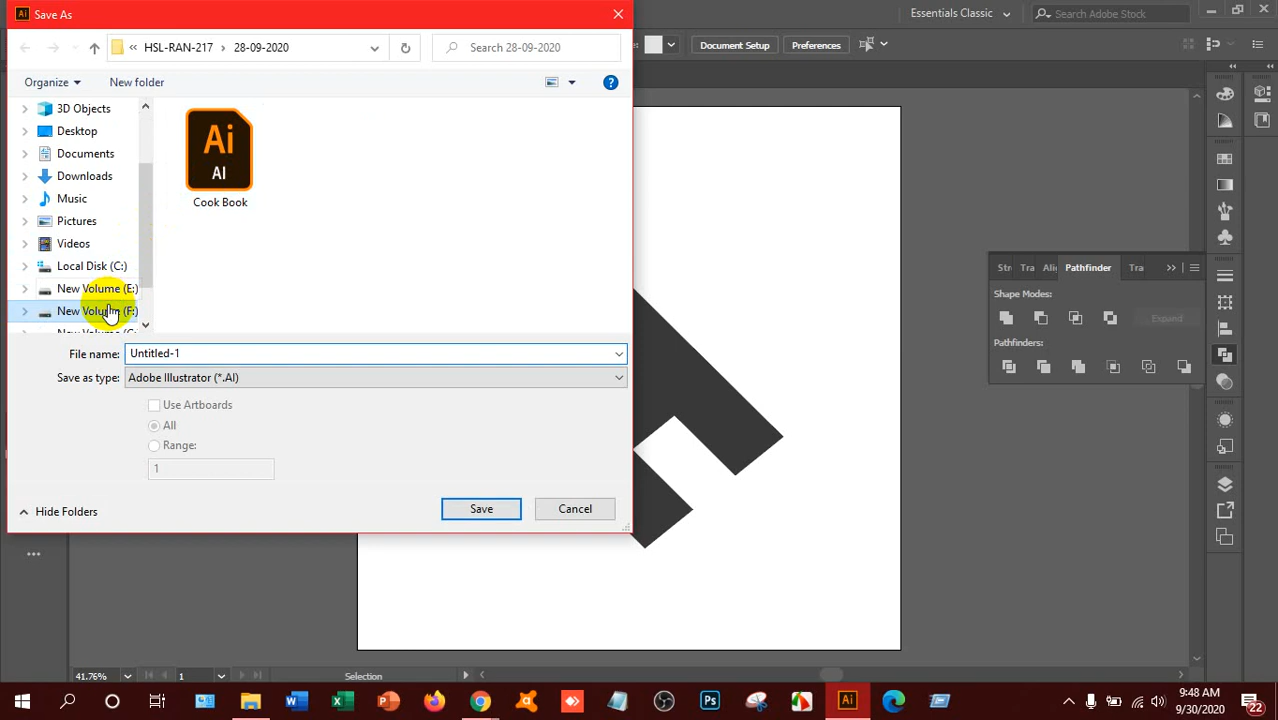 Save As
Essentials Classic
Search Adobe Stock
HSL-RAN-217
28-09-2020
Search 28-09-2020
Document Setup
Preferences
Organize
New folder
3D Objects
Desktop
Documents
Downloads
Music
Pictures
Videos
Local Disk (C:)
New Volume (E:)
New Volume (F:)
Ai
AI
Cook Book
Pathfinder
Shape Modes:
Expand
Pathfinders:
File name:
Untitled-1
Save as type:
Adobe Illustrator (*.AI)
Use Artboards
All
Range:
1
Hide Folders
Save
Cancel
41.76%
1
Selection
9:48 AM
9/30/2020
22